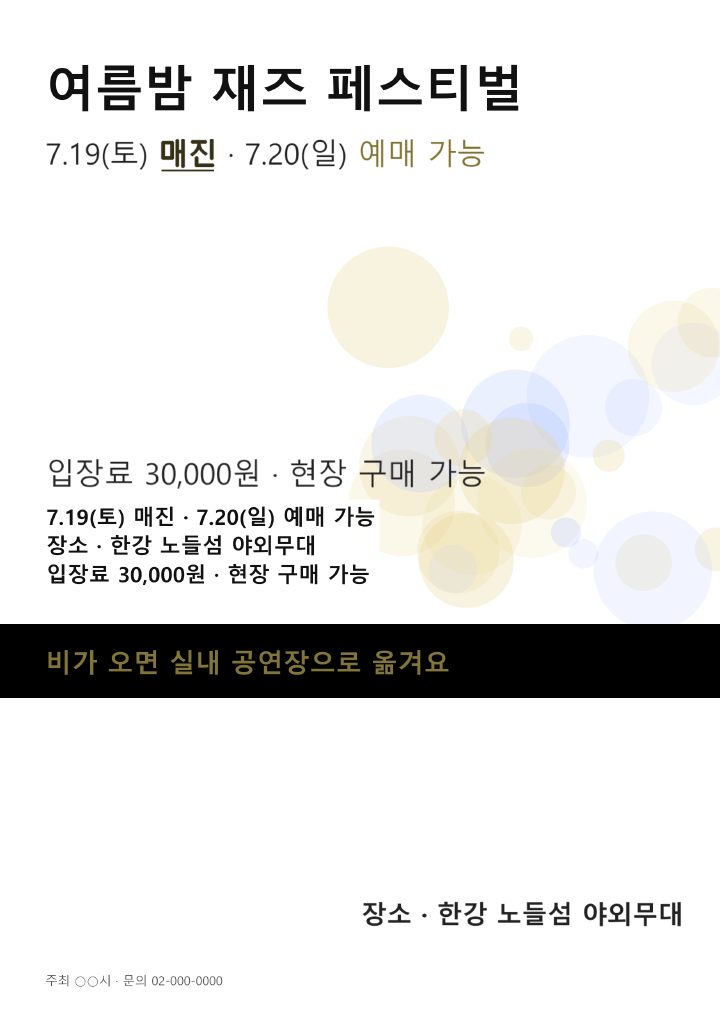 여름밤 재즈 페스티벌
7.19(토) 매진 · 7.20(일) 예매 가능
입장료 30,000원 · 현장 구매 가능
7.19(토) 매진 · 7.20(일) 예매 가능
장소 · 한강 노들섬 야외무대
입장료 30,000원 · 현장 구매 가능
비가 오면 실내 공연장으로 옮겨요
장소 · 한강 노들섬 야외무대
주최 ○○시 · 문의 02-000-0000